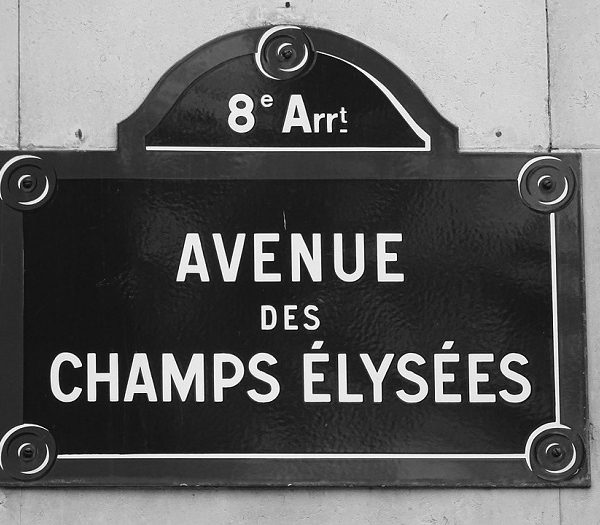 8e Arrt
AVENUE
DES
CHAMPS ÉLYSÉES